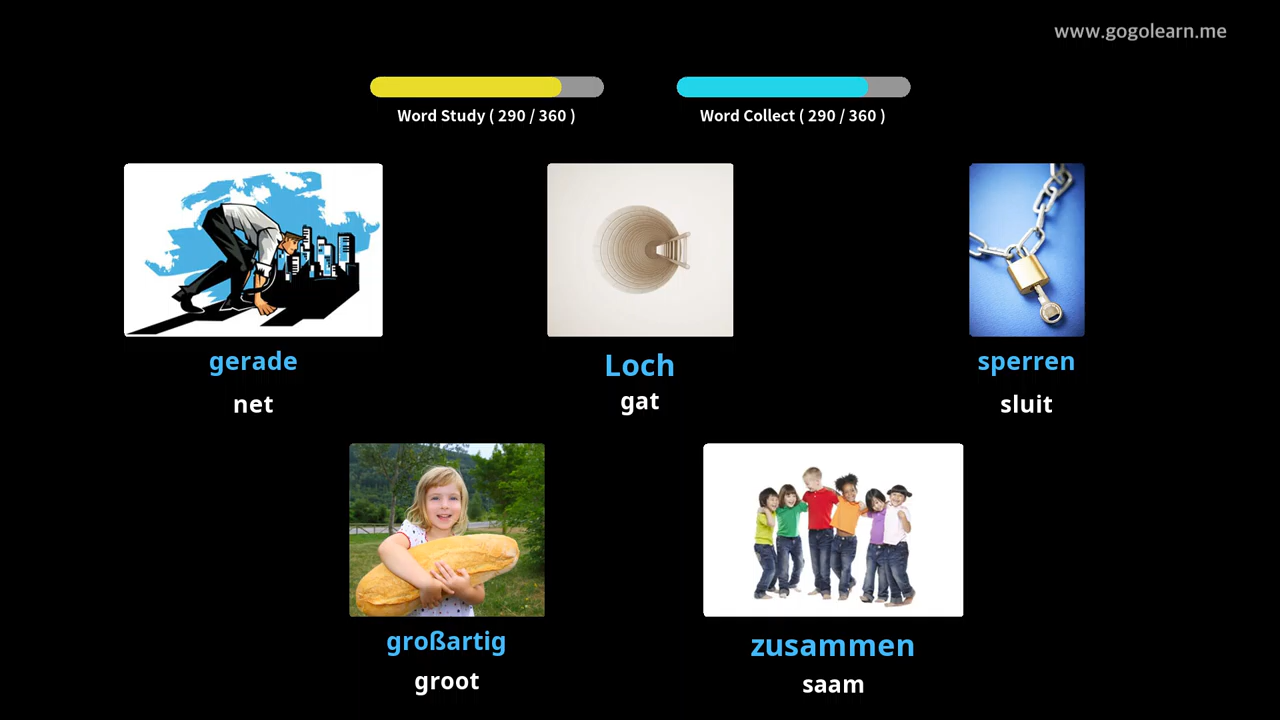 www.gogolearn.me
Word Study ( 290 / 360 )
Word Collect ( 290 / 360 )
gerade
net
Loch
gat
sperren
sluit
großartig
groot
zusammen
saam